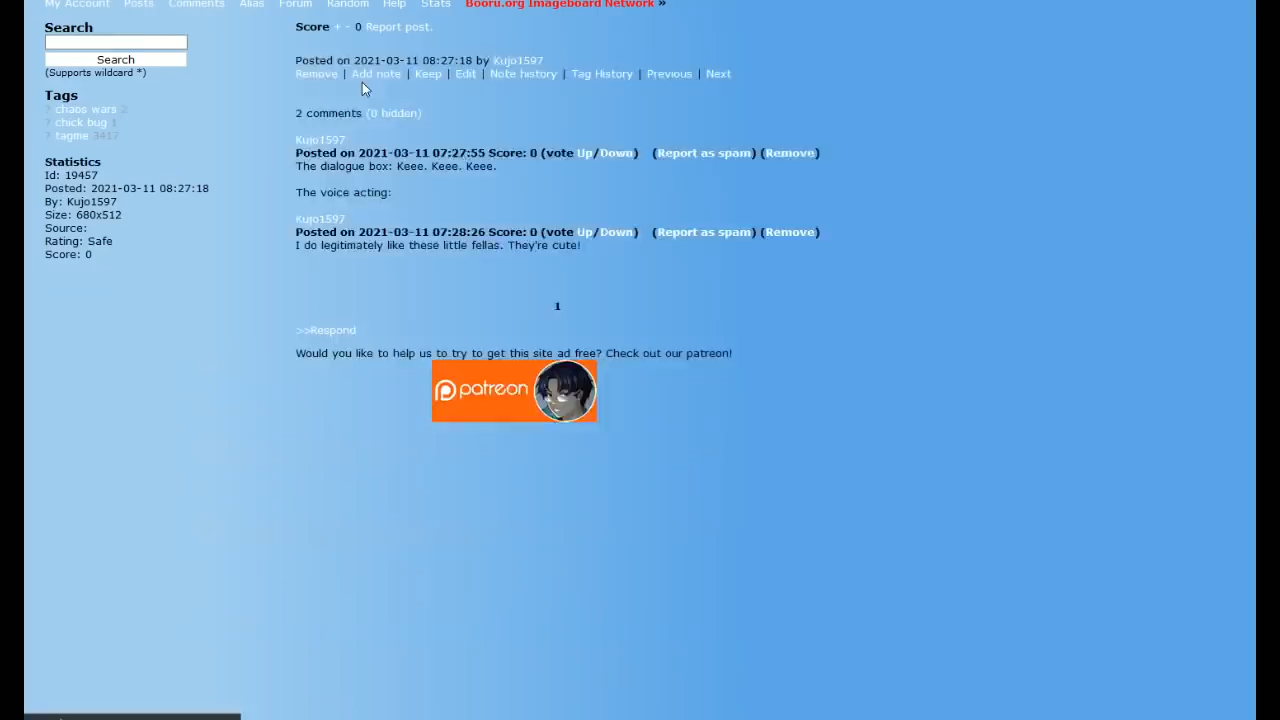 My Account Posts Comments Alias Forum Random Help Stats Booru.org Imageboard Network »
Search
Search
(Supports wildcard *)
Tags
? chaos wars 2
? chick bug 1
? tagme 3417
Statistics
Id: 19457
Posted: 2021-03-11 08:27:18
By: Kujo1597
Size: 680x512
Source:
Rating: Safe
Score: 0
Score + - 0 Report post.
Posted on 2021-03-11 08:27:18 by Kujo1597
Remove | Add note | Keep | Edit | Note history | Tag History | Previous | Next
2 comments (0 hidden)
Kujo1597
Posted on 2021-03-11 07:27:55 Score: 0 (vote Up/Down) (Report as spam) (Remove)
The dialogue box: Keee. Keee. Keee.
The voice acting:
Kujo1597
Posted on 2021-03-11 07:28:26 Score: 0 (vote Up/Down) (Report as spam) (Remove)
I do legitimately like these little fellas. They're cute!
1
>>Respond
Would you like to help us to try to get this site ad free? Check out our patreon!
patreon